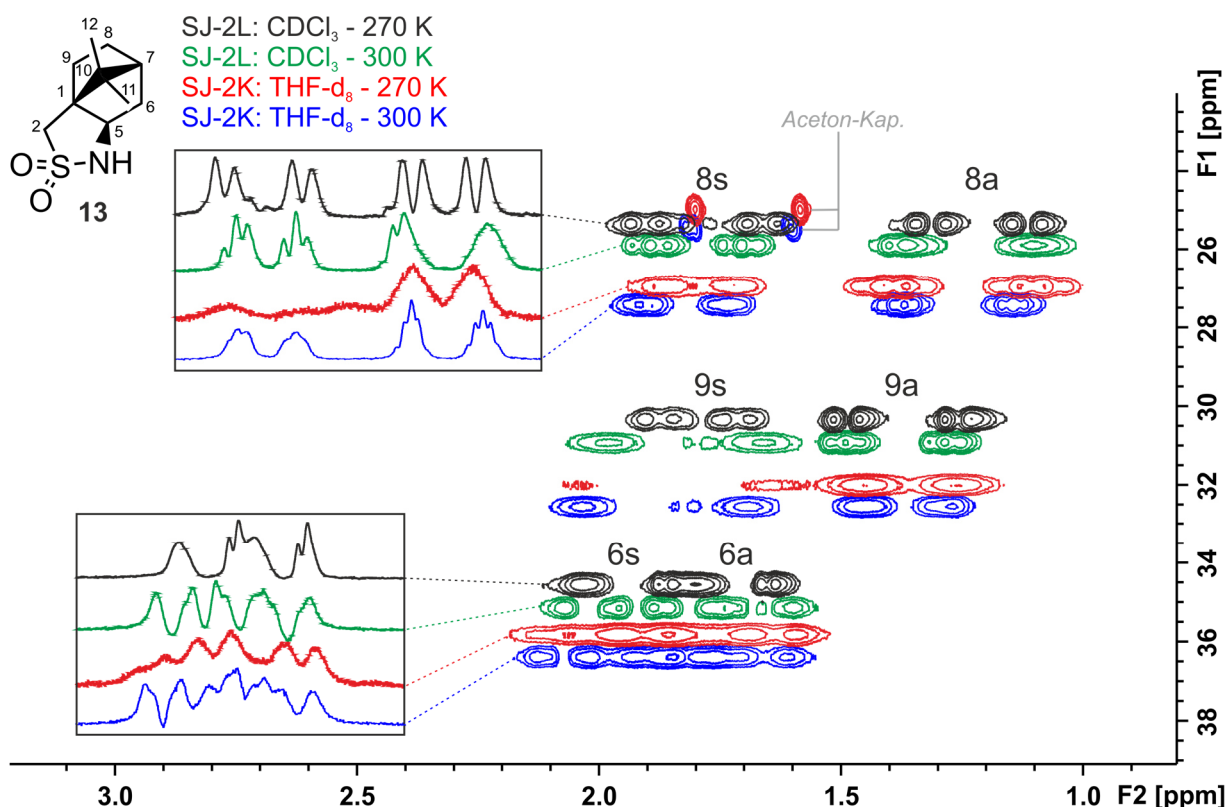 SJ-2L: CDCl₃ - 270 K
SJ-2L: CDCl₃ - 300 K
SJ-2K: THF-d₈ - 270 K
SJ-2K: THF-d₈ - 300 K
12
8
9
7
10
11
1
6
2
5
O
S
NH
O
13
Aceton-Kap.
8s
8a
9s
9a
6s
6a
F1 [ppm]
26
28
30
32
34
36
38
3.0
2.5
2.0
1.5
1.0
F2 [ppm]